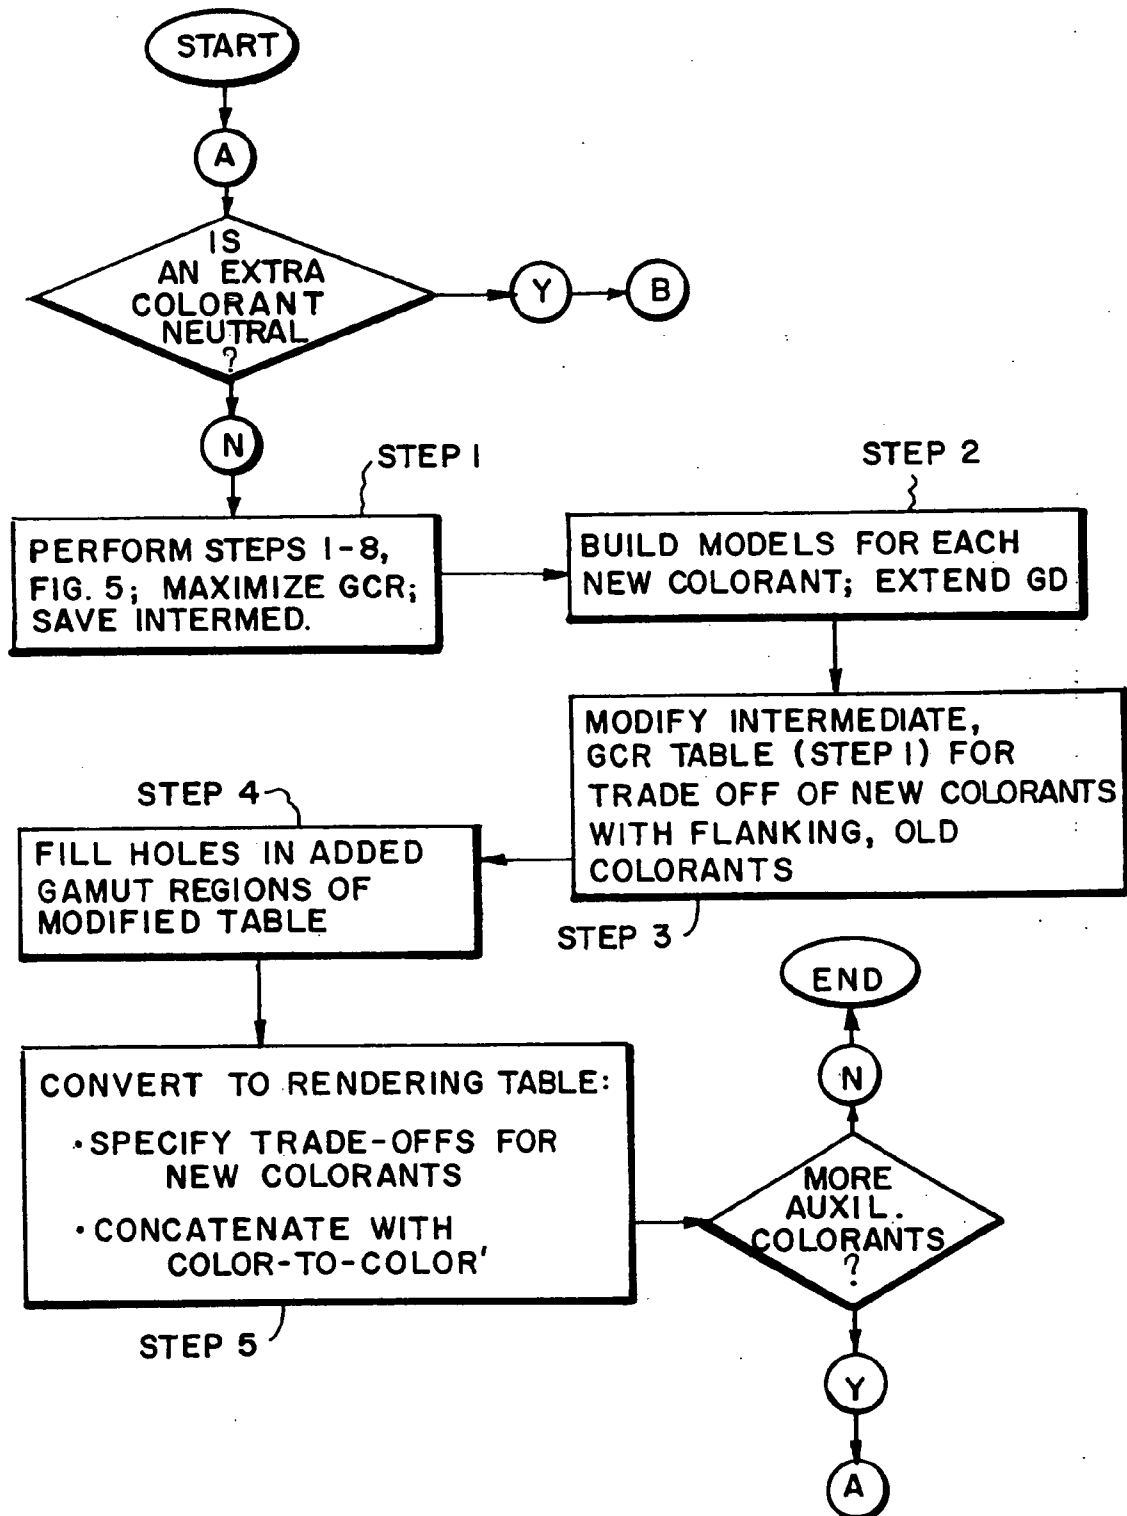 START
A
IS
AN EXTRA
COLORANT
NEUTRAL
?
Y
B
N
STEP 1
PERFORM STEPS 1-8,
FIG. 5; MAXIMIZE GCR;
SAVE INTERMED.
STEP 2
BUILD MODELS FOR EACH
NEW COLORANT; EXTEND GD
MODIFY INTERMEDIATE,
GCR TABLE (STEP 1) FOR
TRADE OFF OF NEW COLORANTS
WITH FLANKING, OLD
COLORANTS
STEP 3
STEP 4
FILL HOLES IN ADDED
GAMUT REGIONS OF
MODIFIED TABLE
CONVERT TO RENDERING TABLE:
• SPECIFY TRADE-OFFS FOR
NEW COLORANTS
• CONCATENATE WITH
COLOR-TO-COLOR'
STEP 5
END
N
MORE
AUXIL.
COLORANTS
?
Y
A